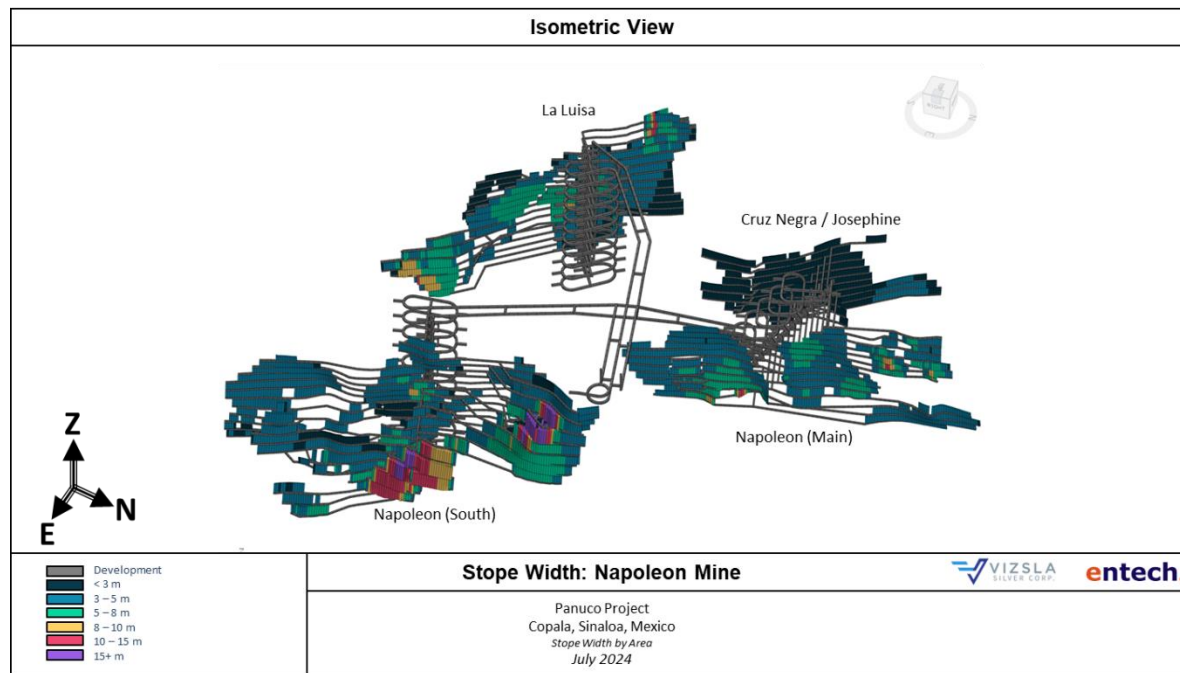 Isometric View
La Luisa
Cruz Negra / Josephine
Napoleon (Main)
Napoleon (South)
Z
E
N
Development
< 3 m
3 – 5 m
5 – 8 m
8 – 10 m
10 – 15 m
15+ m
Stope Width: Napoleon Mine
VIZSLA
SILVER CORP.
entech
Panuco Project
Copala, Sinaloa, Mexico
Stope Width by Area
July 2024